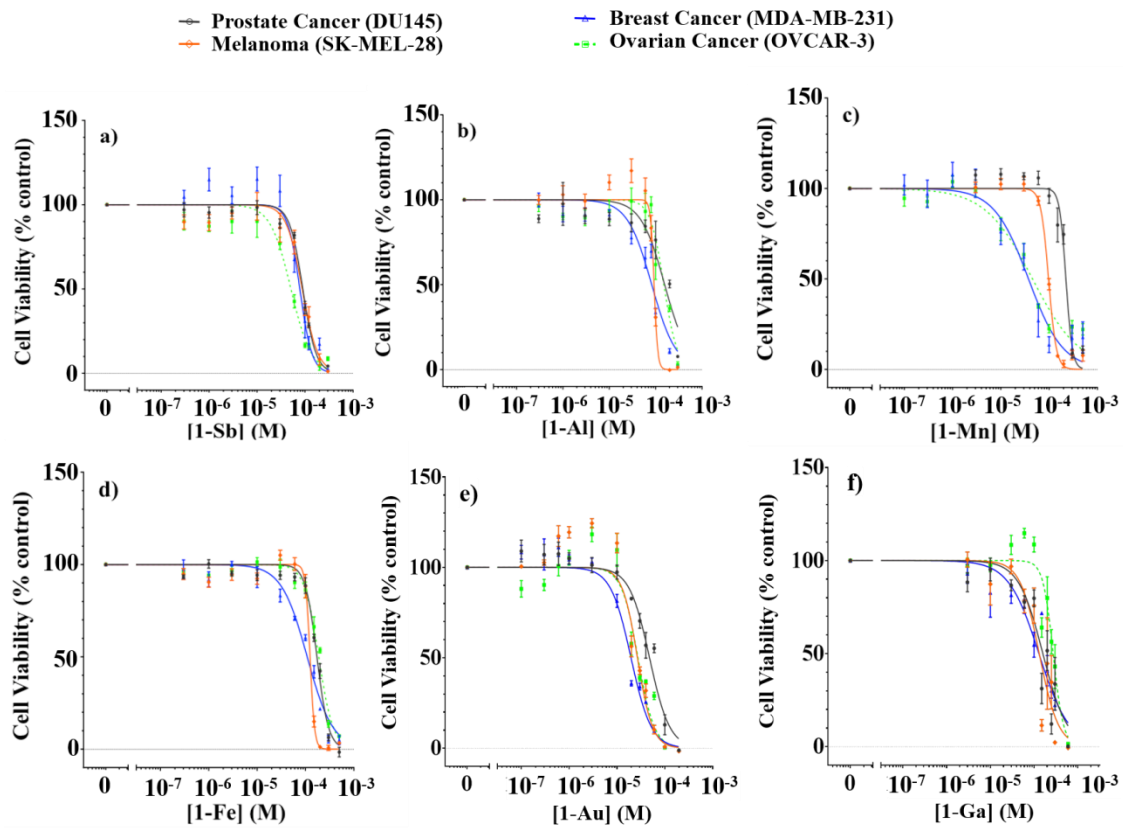 Prostate Cancer (DU145)
Breast Cancer (MDA-MB-231)
Melanoma (SK-MEL-28)
Ovarian Cancer (OVCAR-3)
a)
Cell Viability (% control)
150
100
50
0
0 10-7 10-6 10-5 10-4 10-3
[1-Sb] (M)
b)
Cell Viability (% control)
150
100
50
0
0 10-7 10-6 10-5 10-4 10-3
[1-Al] (M)
c)
Cell Viability (% control)
150
100
50
0
0 10-7 10-6 10-5 10-4 10-3
[1-Mn] (M)
d)
Cell Viability (% control)
150
100
50
0
0 10-7 10-6 10-5 10-4 10-3
[1-Fe] (M)
e)
Cell Viability (% control)
150
100
50
0
0 10-7 10-6 10-5 10-4 10-3
[1-Au] (M)
f)
Cell Viability (% control)
150
100
50
0
0 10-7 10-6 10-5 10-4 10-3
[1-Ga] (M)